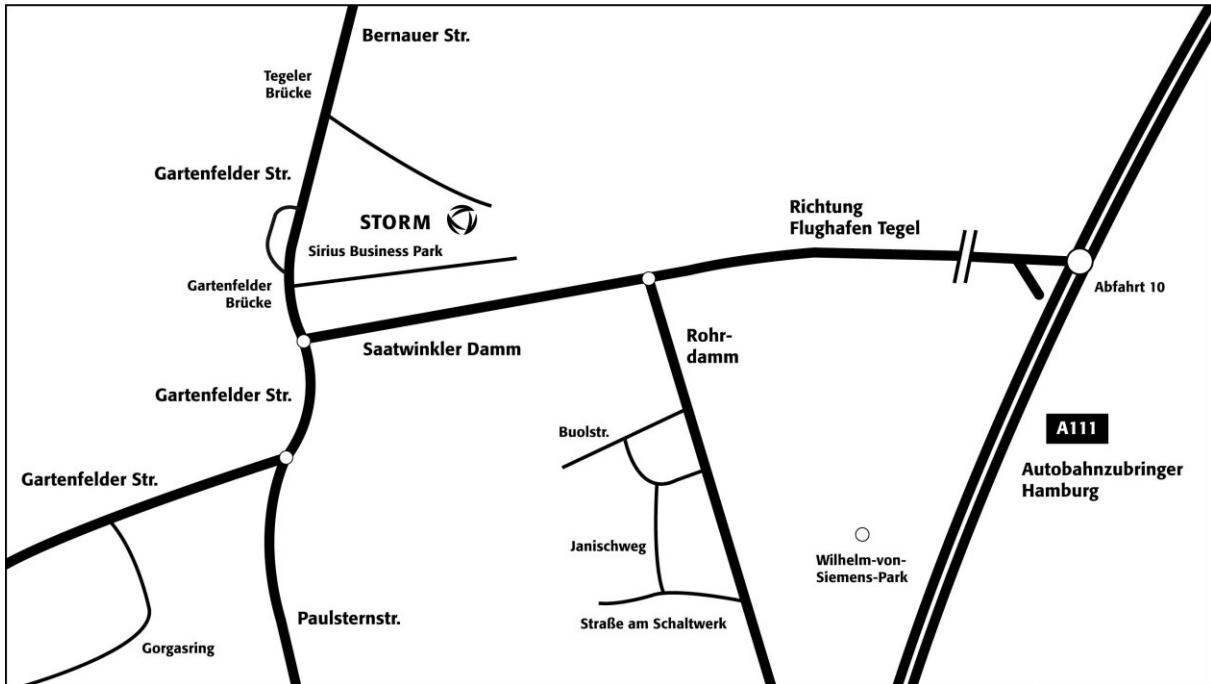 Bernauer Str.
Tegeler
Brücke
Gartenfelder Str.
STORM
Sirius Business Park
Richtung
Flughafen Tegel
Gartenfelder
Brücke
Abfahrt 10
Saatwinkler Damm
Rohr-
damm
Gartenfelder Str.
Buolstr.
A111
Autobahnzubringer
Hamburg
Gartenfelder Str.
Janischweg
Wilhelm-von-
Siemens-Park
Paulsternstr.
Straße am Schaltwerk
Gorgasring